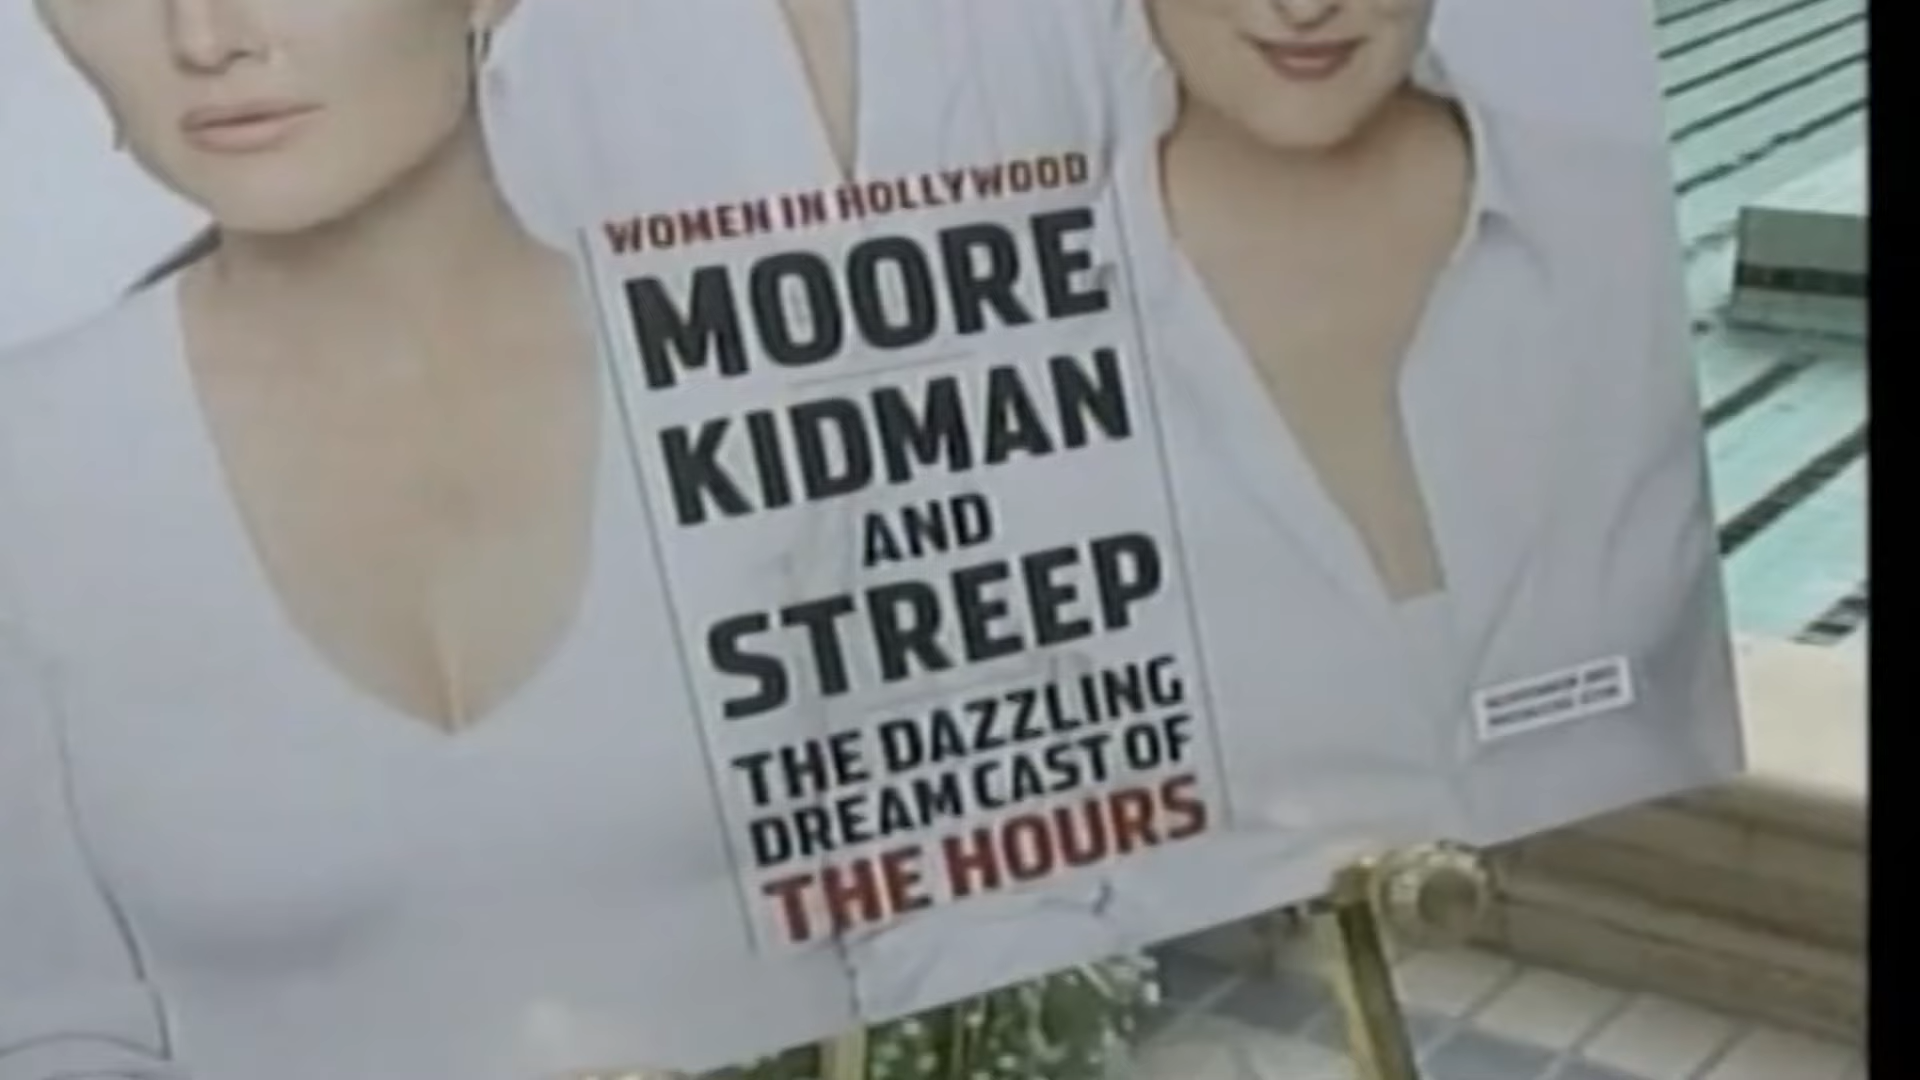 WOMEN IN HOLLYWOOD
MOORE
KIDMAN
AND
STREEP
THE DAZZLING
DREAM CAST OF
THE HOURS